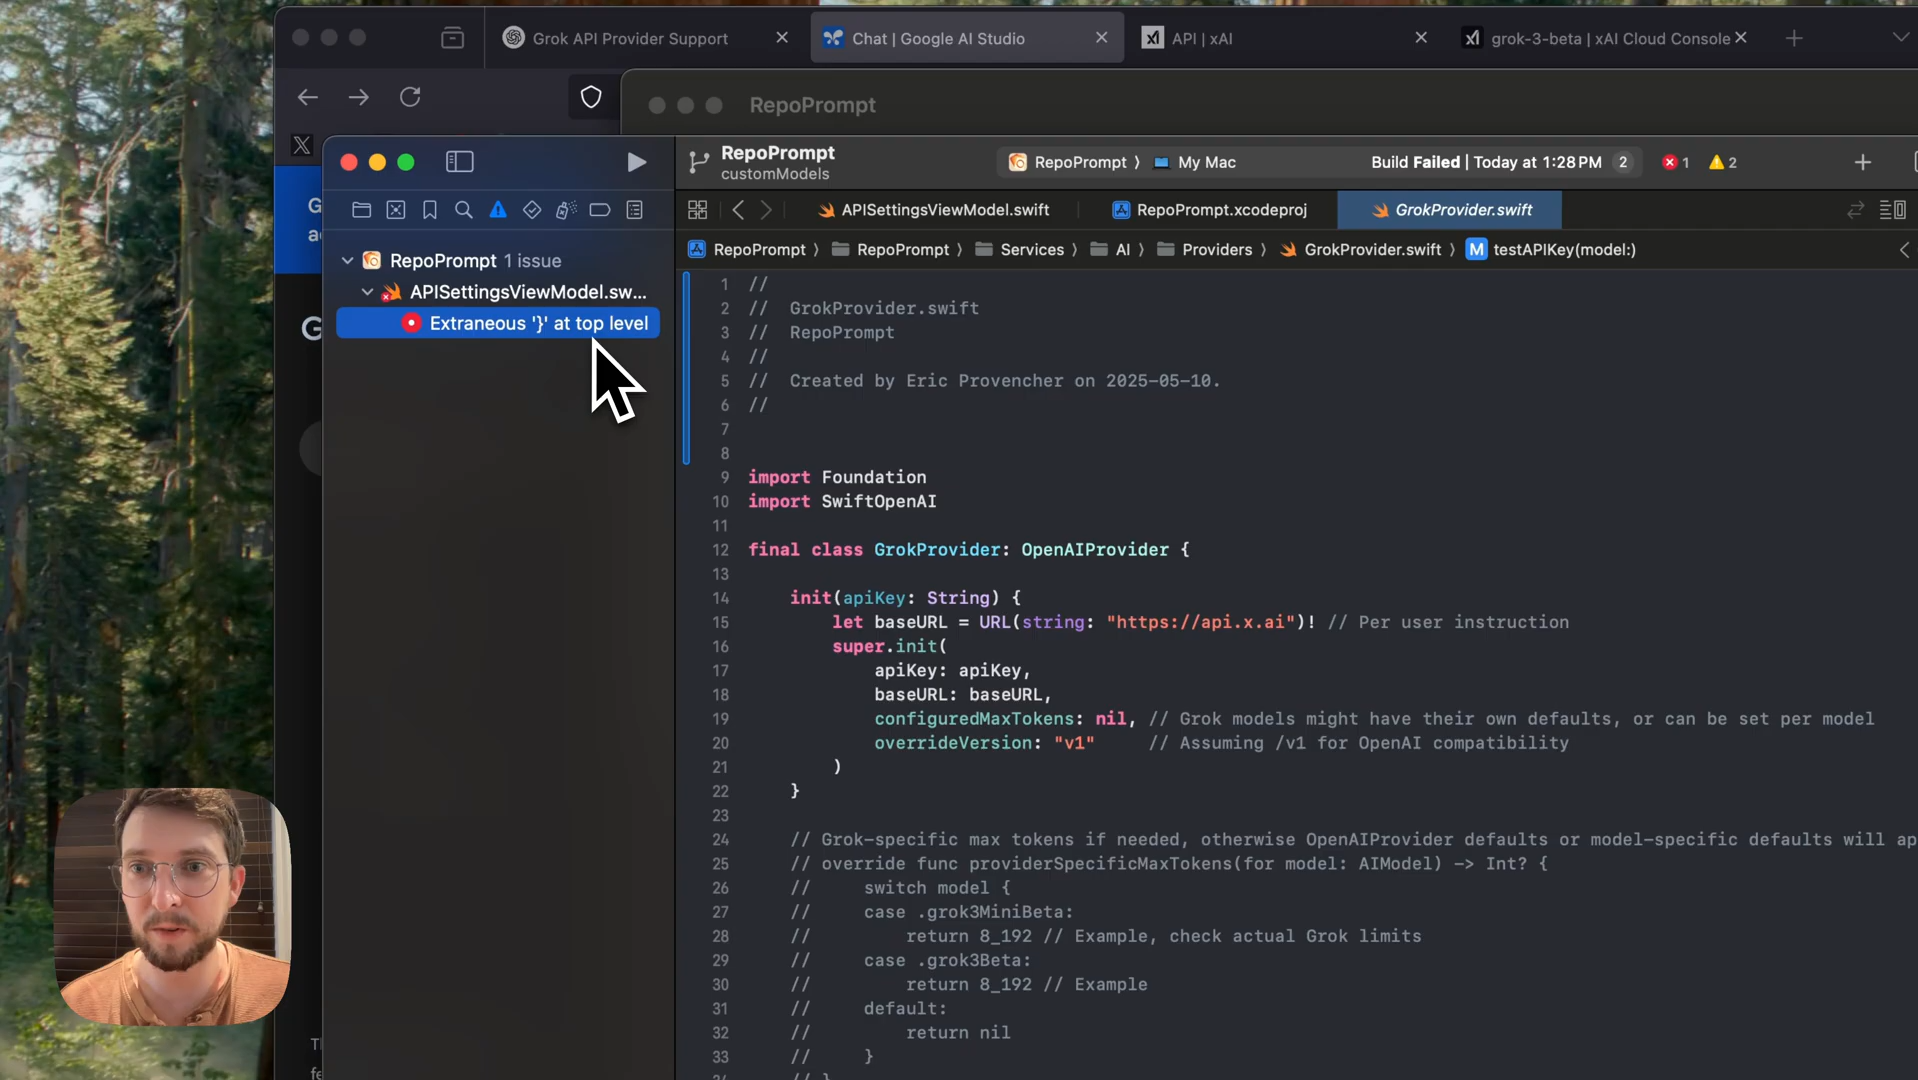 Grok API Provider Support
Chat | Google AI Studio
API | xAI
grok-3-beta | xAI Cloud Console
RepoPrompt
RepoPrompt
customModels
RepoPrompt
My Mac
Build Failed | Today at 1:28 PM
2
1
2
APISettingsViewModel.swift
RepoPrompt.xcodeproj
GrokProvider.swift
RepoPrompt
RepoPrompt
Services
AI
Providers
GrokProvider.swift
M
testAPIKey(model:)
RepoPrompt 1 issue
APISettingsViewModel.sw...
Extraneous '}' at top level
1 //
2 // GrokProvider.swift
3 // RepoPrompt
4 //
5 // Created by Eric Provencher on 2025-05-10.
6 //
7
8
9 import Foundation
10 import SwiftOpenAI
11
12 final class GrokProvider: OpenAIProvider {
13
14 init(apiKey: String) {
15 let baseURL = URL(string: "https://api.x.ai")! // Per user instruction
16 super.init(
17 apiKey: apiKey,
18 baseURL: baseURL,
19 configuredMaxTokens: nil, // Grok models might have their own defaults, or can be set per model
20 overrideVersion: "v1" // Assuming /v1 for OpenAI compatibility
21 )
22 }
23
24 // Grok-specific max tokens if needed, otherwise OpenAIProvider defaults or model-specific defaults will ap
25 // override func providerSpecificMaxTokens(for model: AIModel) -> Int? {
26 // switch model {
27 // case .grok3MiniBeta:
28 // return 8_192 // Example, check actual Grok limits
29 // case .grok3Beta:
30 // return 8_192 // Example
31 // default:
32 // return nil
33 // }